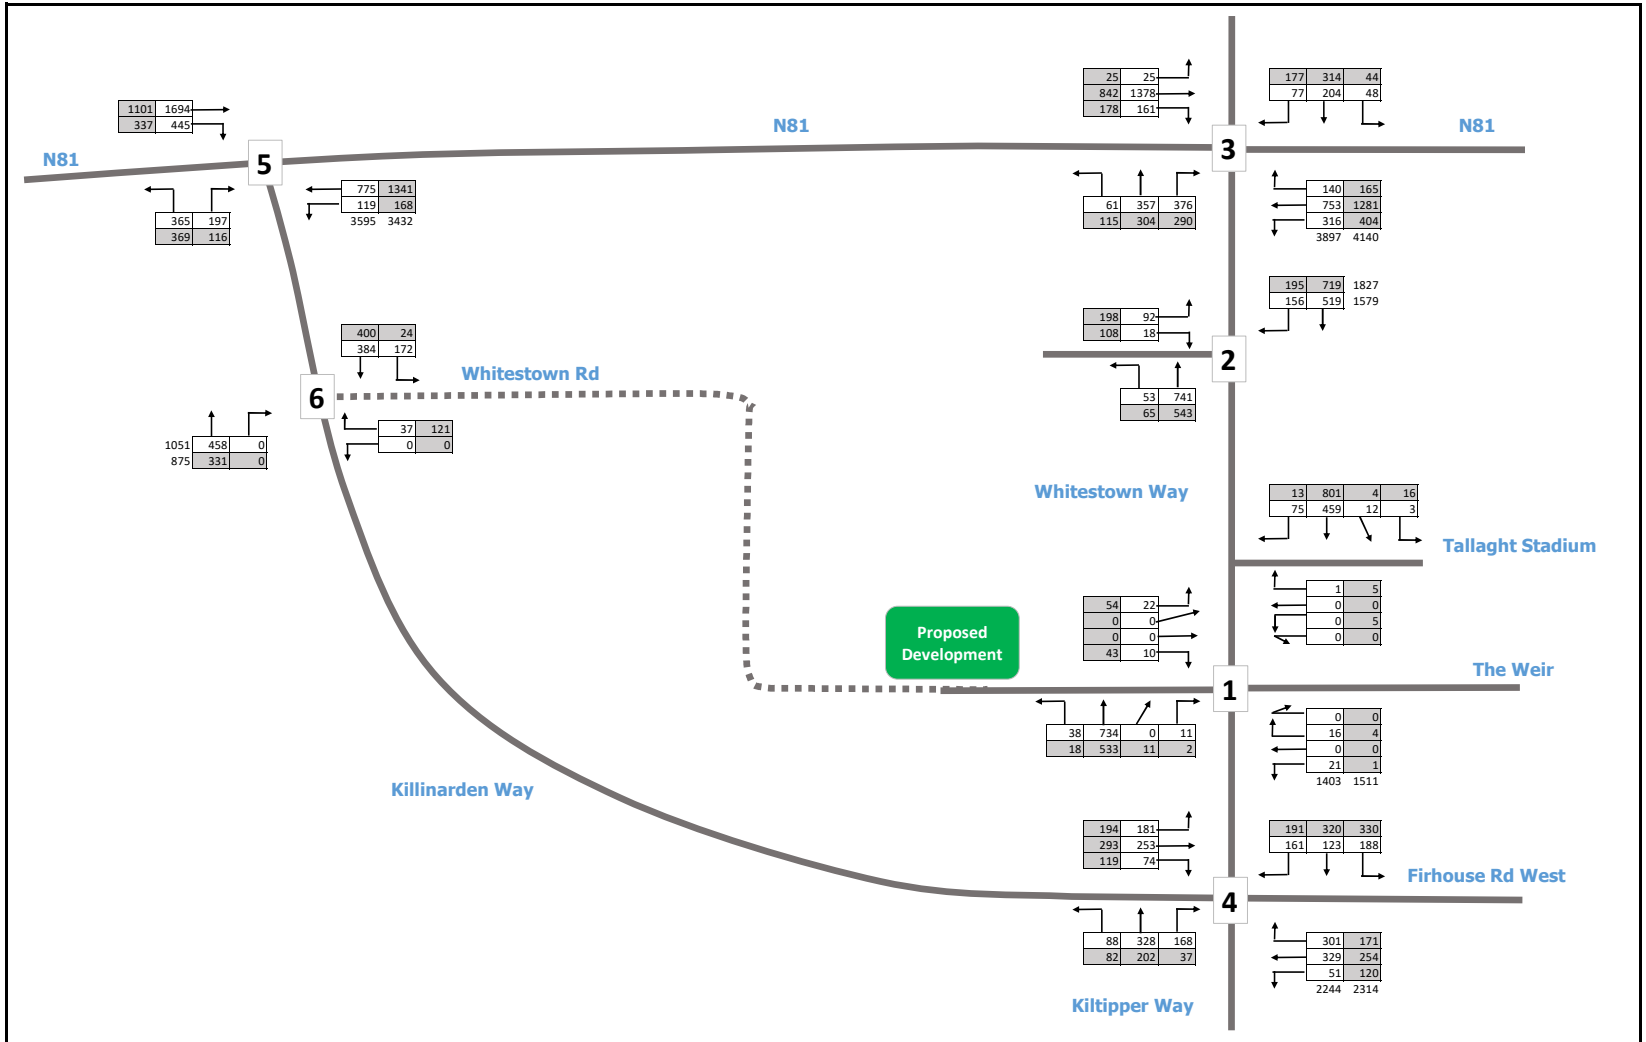 25 25
842 1378
178 161
177 314 44
77 204 48
1101 1694
337 445
N81
N81
N81
5
3
365 197
369 116
775 1341
119 168
3595 3432
61 357 376
115 304 290
140 165
753 1281
316 404
3897 4140
195 719 1827
156 519 1579
198 92
108 18
2
400 24
384 172
Whitestown Rd
6
53 741
65 543
37 121
0 0
1051 458 0
875 331 0
Whitestown Way
13 801 4 16
75 459 12 3
Tallaght Stadium
1 5
0 0
0 5
0 0
54 22
0 0
0 0
43 10
Proposed
Development
The Weir
1
38 734 0 11
18 533 11 2
0 0
16 4
0 0
21 1
1403 1511
Killinarden Way
194 181
293 253
119 74
191 320 330
161 123 188
Firhouse Rd West
4
88 328 168
82 202 37
301 171
329 254
51 120
2244 2314
Kiltipper Way